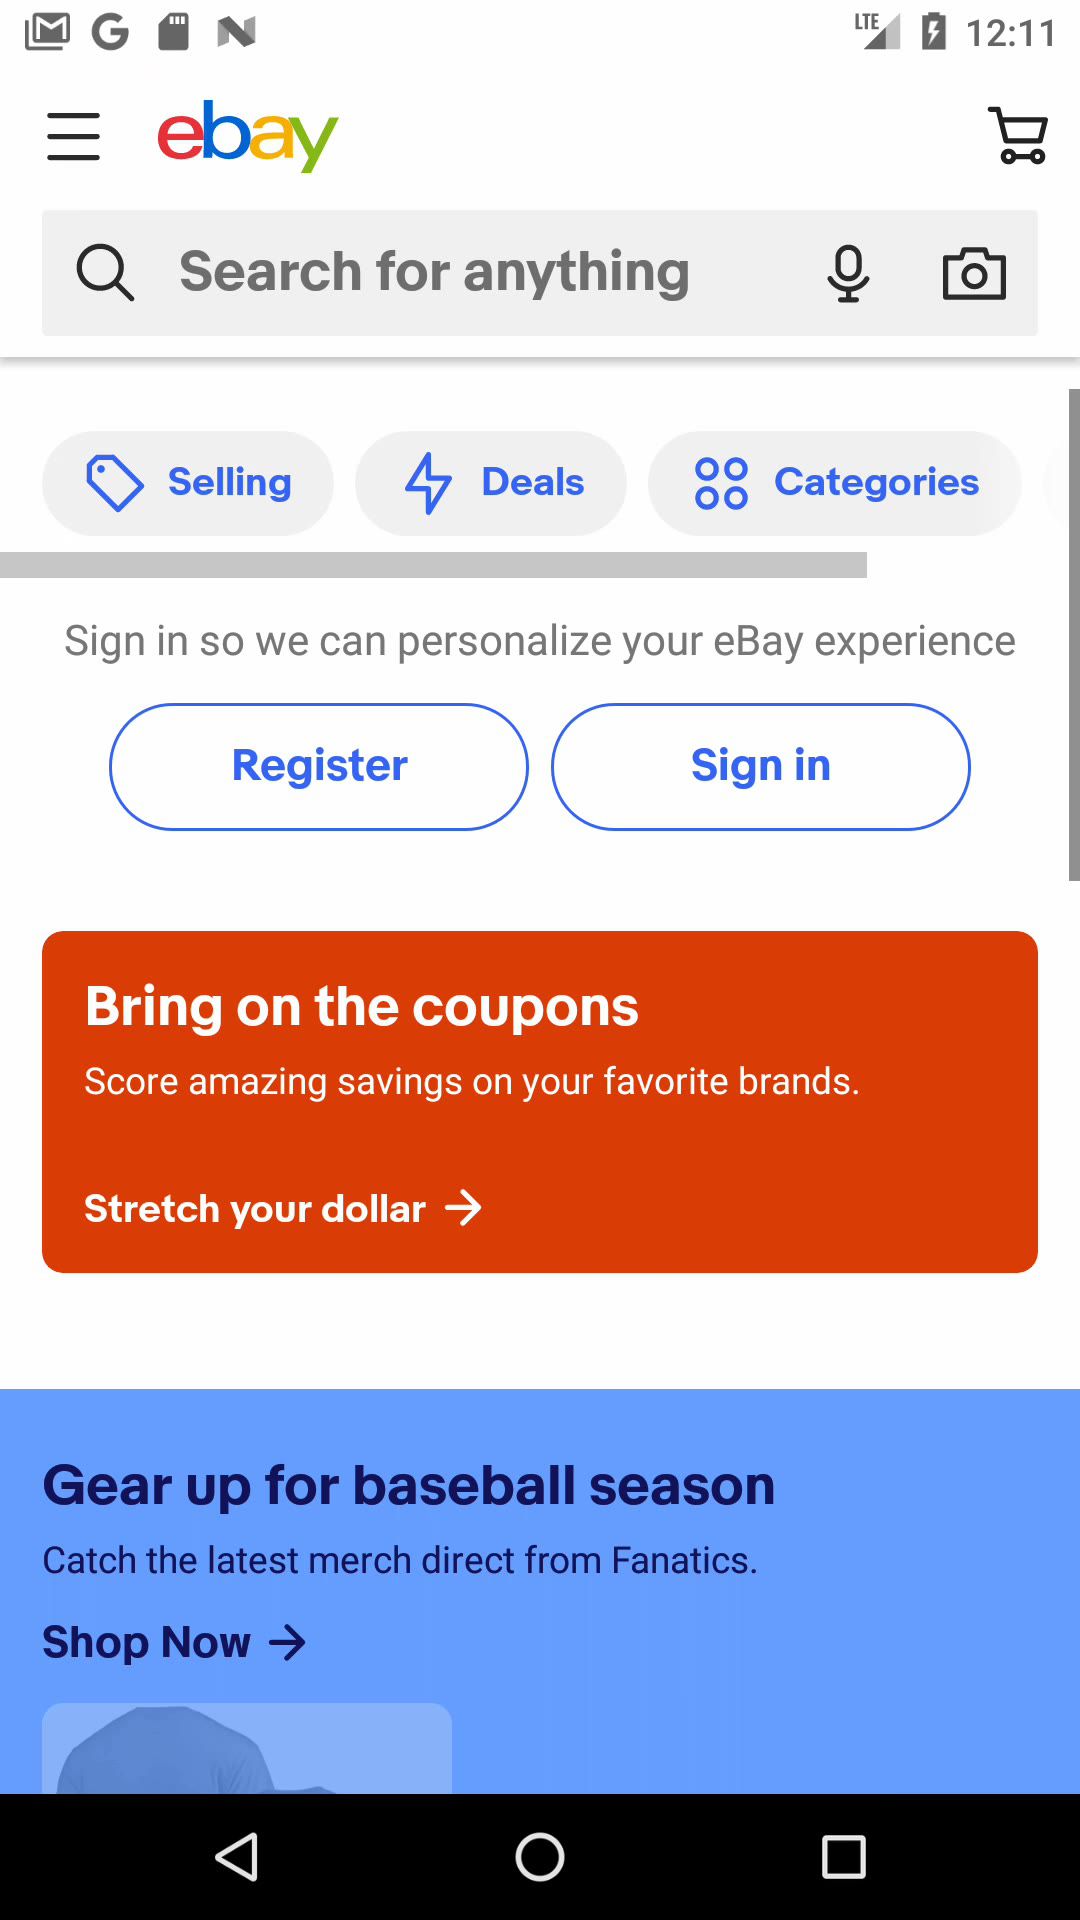 LTE 12:11
ebay
Search for anything
Selling Deals Categories
Sign in so we can personalize your eBay experience
Register Sign in
Bring on the coupons
Score amazing savings on your favorite brands.
Stretch your dollar
Gear up for baseball season
Catch the latest merch direct from Fanatics.
Shop Now